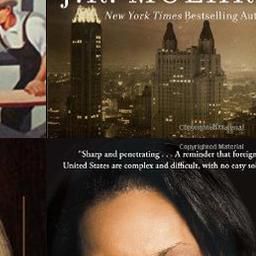 New York Times Bestselling Aut
Copyrighted Material
Copyrighted Material
"Sharp and penetrating . . . A reminder that foreign
United States are complex and difficult, with no easy so